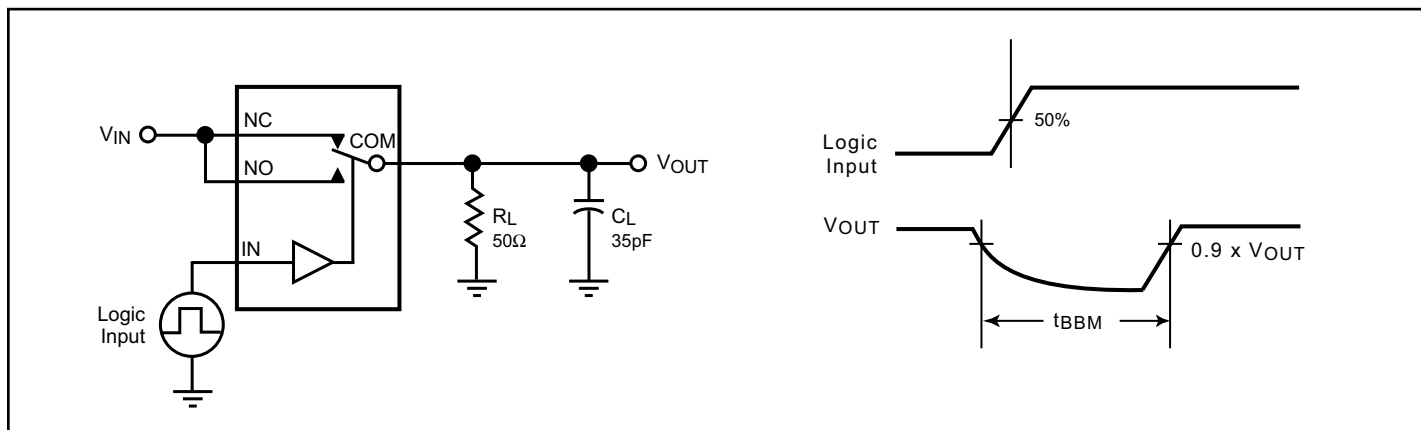 VIN
NC
NO
COM
IN
VOUT
RL
50Ω
CL
35pF
Logic
Input
Logic
Input
50%
VOUT
0.9 x VOUT
tBBM